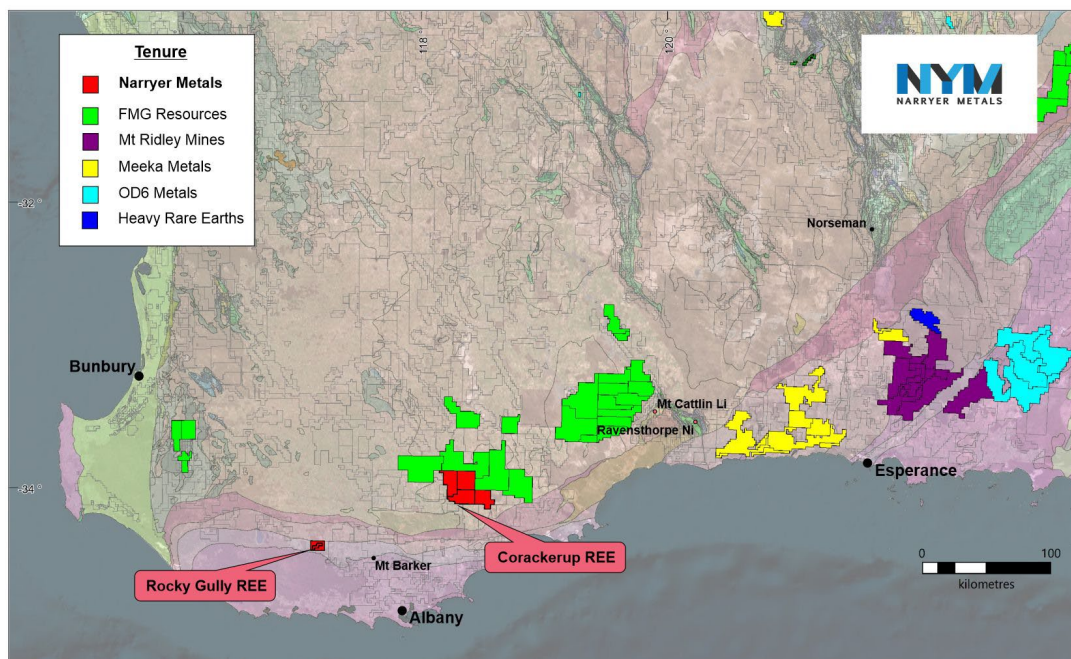 Tenure
Narryer Metals
FMG Resources
Mt Ridley Mines
Meeka Metals
OD6 Metals
Heavy Rare Earths
118
120
NYM
NARRYER METALS
-32 °
Norseman
Bunbury
Mt Cattlin Li
Ravensthorpe Ni
Esperance
-34 °
Corackerup REE
Rocky Gully REE
Mt Barker
Albany
0
100
kilometres